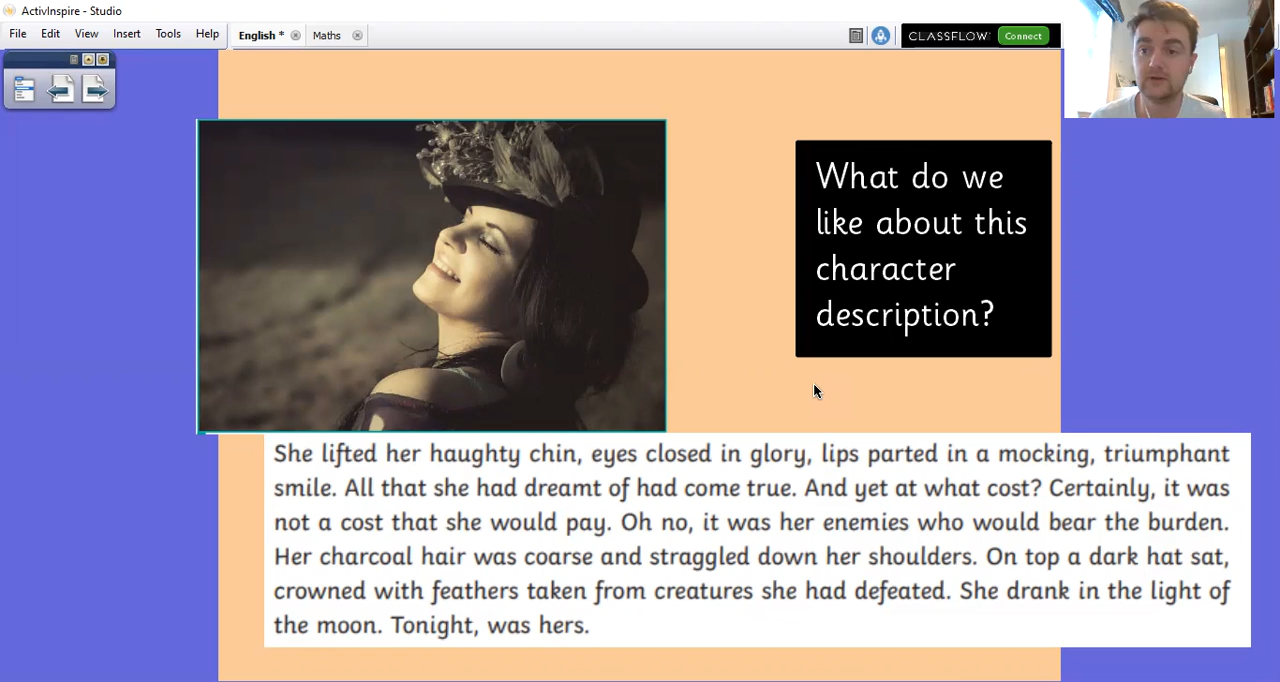 ActivInspire - Studio
File Edit View Insert Tools Help English * Maths CLASSFLOW Connect
What do we
like about this
character
description?
She lifted her haughty chin, eyes closed in glory, lips parted in a mocking, triumphant
smile. All that she had dreamt of had come true. And yet at what cost? Certainly, it was
not a cost that she would pay. Oh no, it was her enemies who would bear the burden.
Her charcoal hair was coarse and straggled down her shoulders. On top a dark hat sat,
crowned with feathers taken from creatures she had defeated. She drank in the light of
the moon. Tonight, was hers.